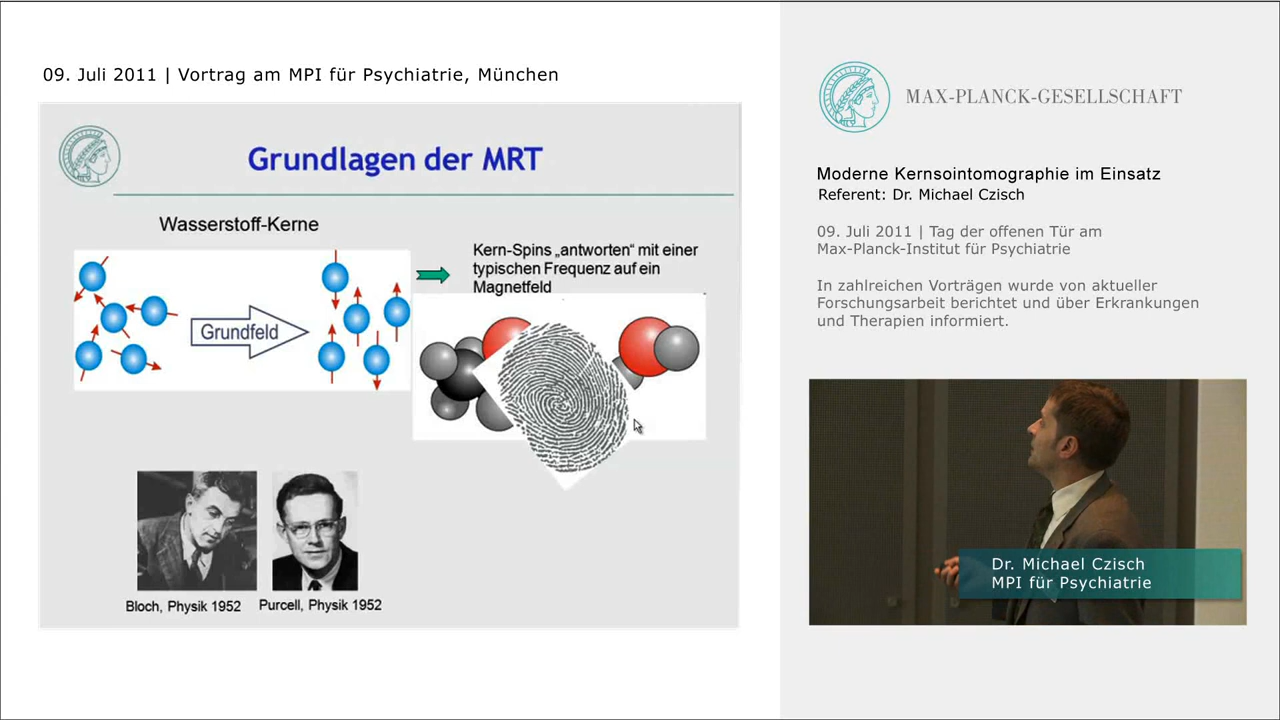 09. Juli 2011 | Vortrag am MPI für Psychiatrie, München
Grundlagen der MRT
Wasserstoff-Kerne
Grundfeld
Kern-Spins „antworten“ mit einer
typischen Frequenz auf ein
Magnetfeld
Bloch, Physik 1952
Purcell, Physik 1952
MAX-PLANCK-GESELLSCHAFT
Moderne Kernsointomographie im Einsatz
Referent: Dr. Michael Czisch
09. Juli 2011 | Tag der offenen Tür am
Max-Planck-Institut für Psychiatrie
In zahlreichen Vorträgen wurde von aktueller
Forschungsarbeit berichtet und über Erkrankungen
und Therapien informiert.
Dr. Michael Czisch
MPI für Psychiatrie